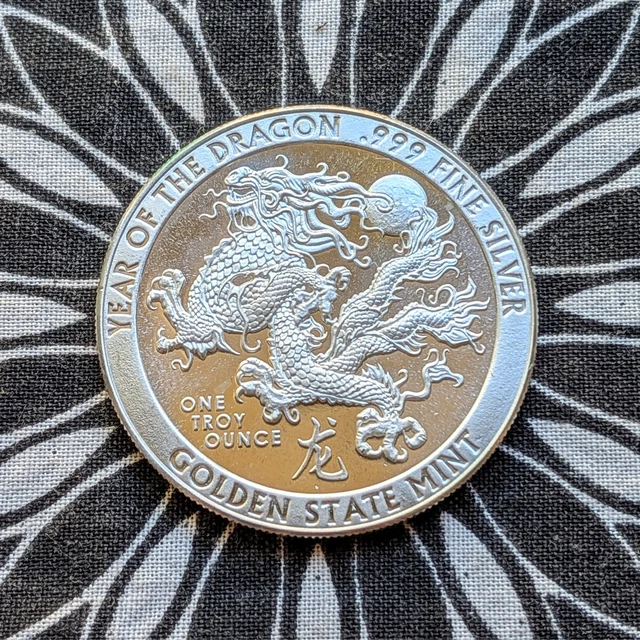 YEAR OF THE DRAGON .999 FINE SILVER
ONE
TROY
OUNCE
龙
GOLDEN STATE MINT